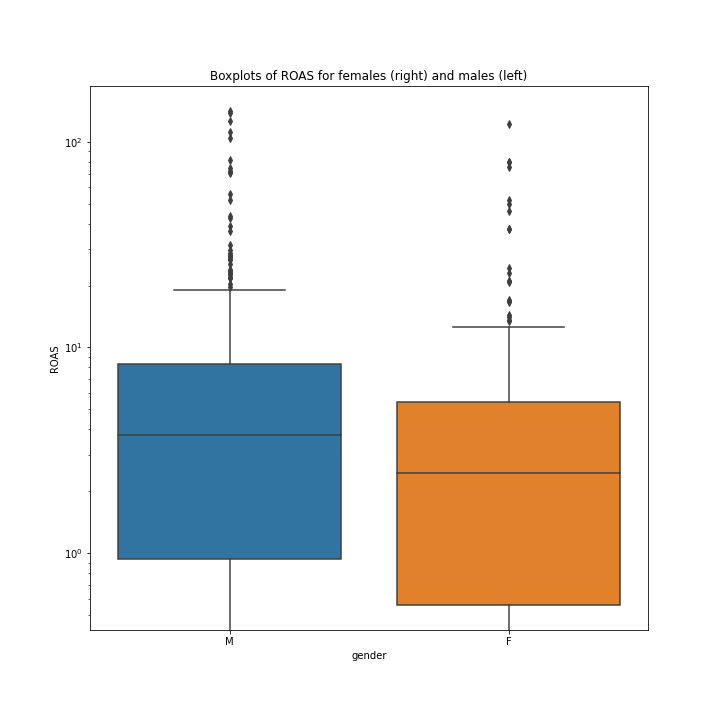 Boxplots of ROAS for females (right) and males (left)
10²
10¹
10⁰
ROAS
M
F
gender